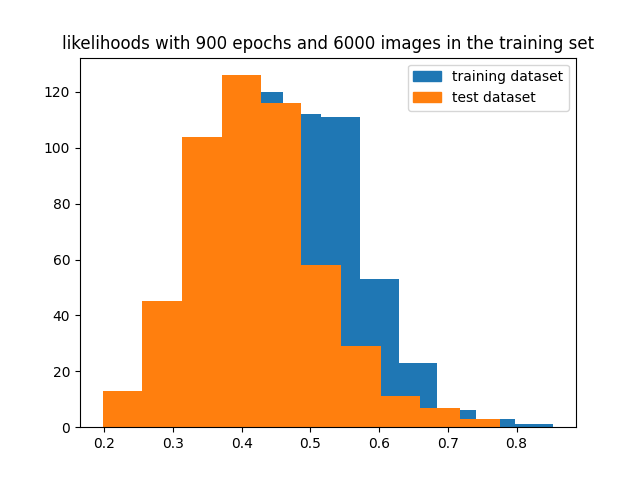 likelihoods with 900 epochs and 6000 images in the training set
training dataset
test dataset
120
100
80
60
40
20
0
0.2 0.3 0.4 0.5 0.6 0.7 0.8